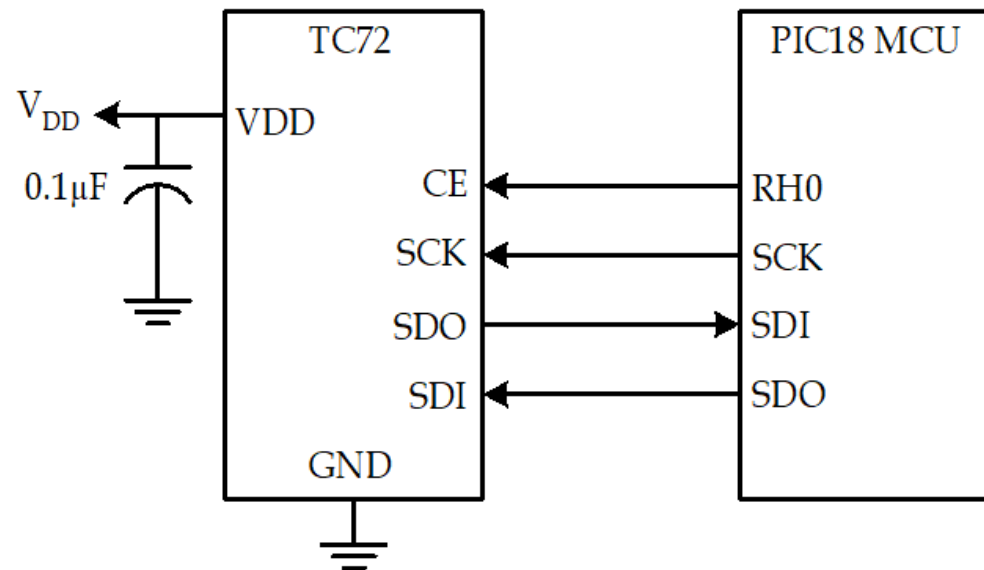 TC72
PIC18 MCU
VDD
VDD
0.1µF
CE
RH0
SCK
SCK
SDO
SDI
SDI
SDO
GND